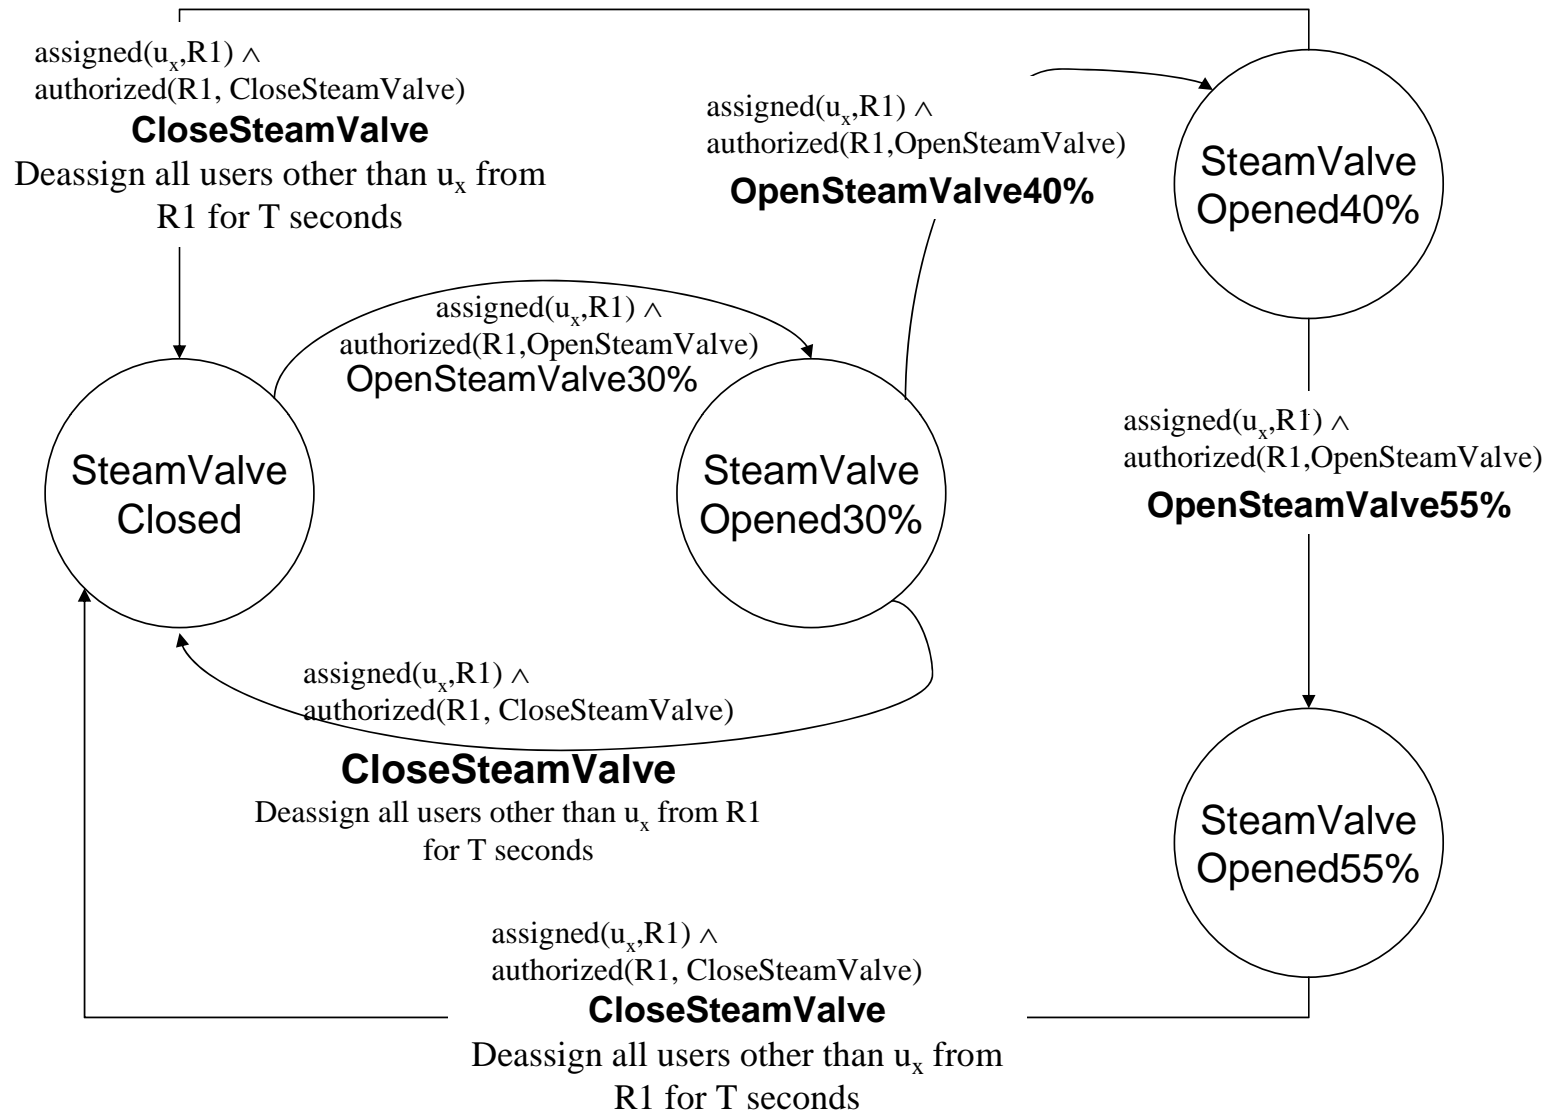 assigned(uₓ,R1) ∧
authorized(R1, CloseSteamValve)
CloseSteamValve
Deassign all users other than uₓ from
R1 for T seconds
assigned(uₓ,R1) ∧
authorized(R1,OpenSteamValve)
OpenSteamValve40%
SteamValve
Opened40%
assigned(uₓ,R1) ∧
authorized(R1,OpenSteamValve)
OpenSteamValve30%
SteamValve
Closed
SteamValve
Opened30%
assigned(uₓ,R1) ∧
authorized(R1,OpenSteamValve)
OpenSteamValve55%
assigned(uₓ,R1) ∧
authorized(R1, CloseSteamValve)
CloseSteamValve
Deassign all users other than uₓ from R1
for T seconds
SteamValve
Opened55%
assigned(uₓ,R1) ∧
authorized(R1, CloseSteamValve)
CloseSteamValve
Deassign all users other than uₓ from
R1 for T seconds